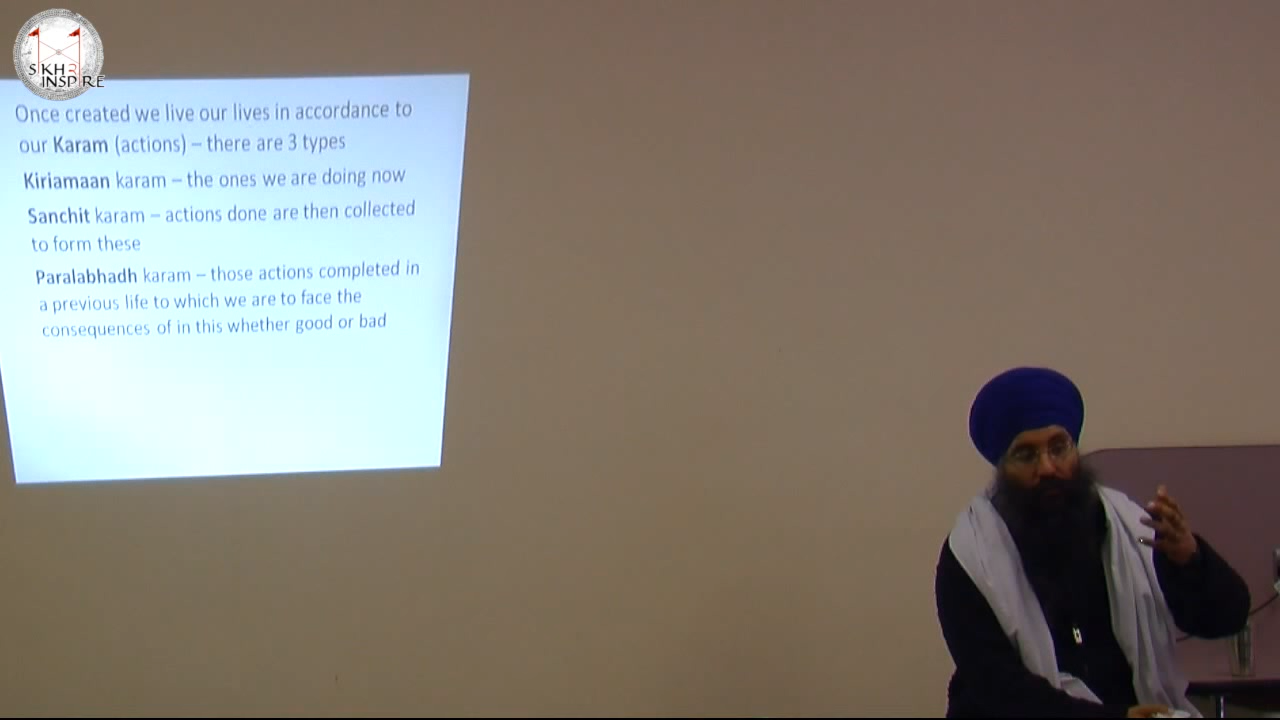 SIKH2
INSPIRE
Once created we live our lives in accordance to
our Karam (actions) – there are 3 types
Kiriamaan karam – the ones we are doing now
Sanchit karam – actions done are then collected
to form these
Paralabhadh karam – those actions completed in
a previous life to which we are to face the
consequences of in this whether good or bad